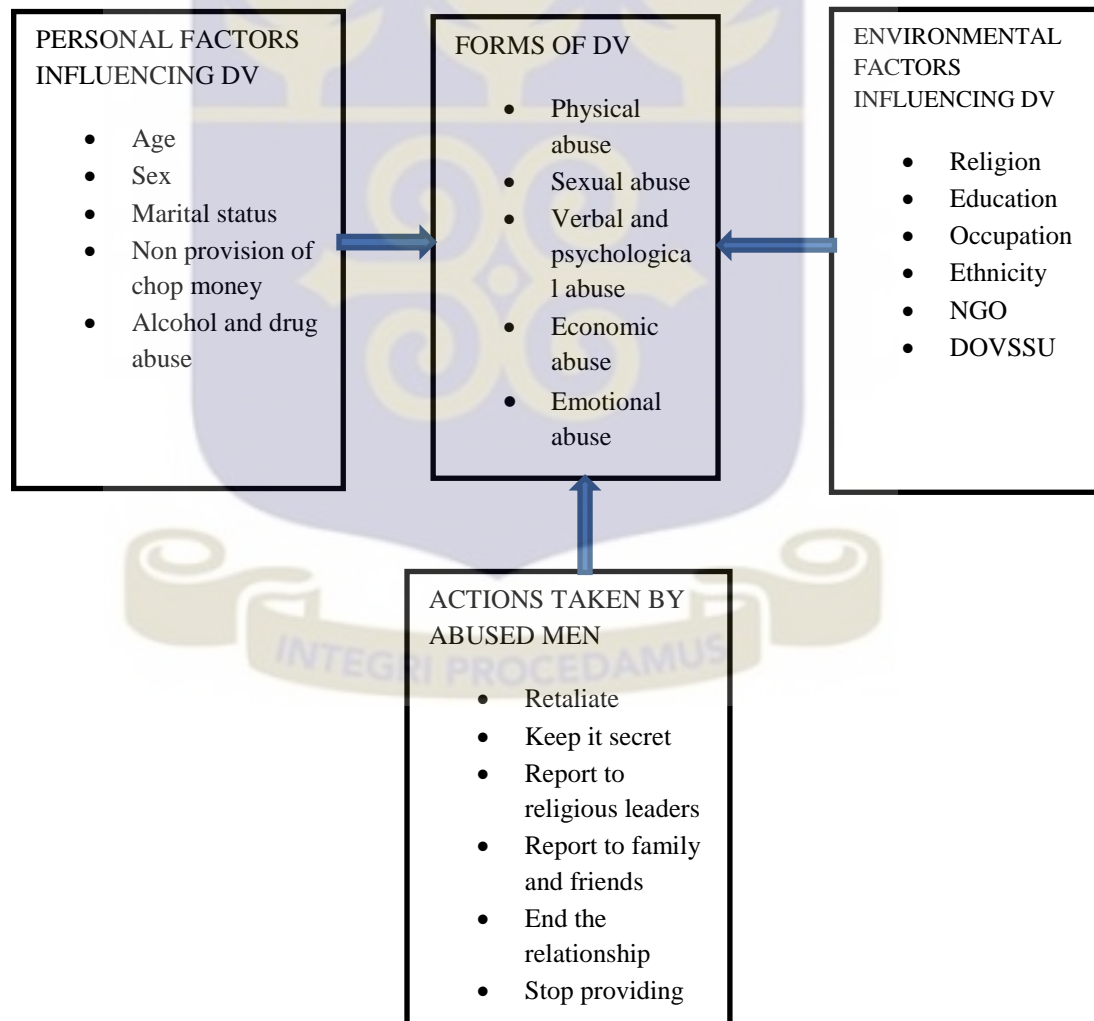 PERSONAL FACTORS
INFLUENCING DV
• Age
• Sex
• Marital status
• Non provision of
chop money
• Alcohol and drug
abuse
FORMS OF DV
• Physical
abuse
• Sexual abuse
• Verbal and
psychologica
l abuse
• Economic
abuse
• Emotional
abuse
ENVIRONMENTAL
FACTORS
INFLUENCING DV
• Religion
• Education
• Occupation
• Ethnicity
• NGO
• DOVSSU
ACTIONS TAKEN BY
ABUSED MEN
• Retaliate
• Keep it secret
• Report to
religious leaders
• Report to family
and friends
• End the
relationship
• Stop providing
INTEGRI PROCEDAMUS